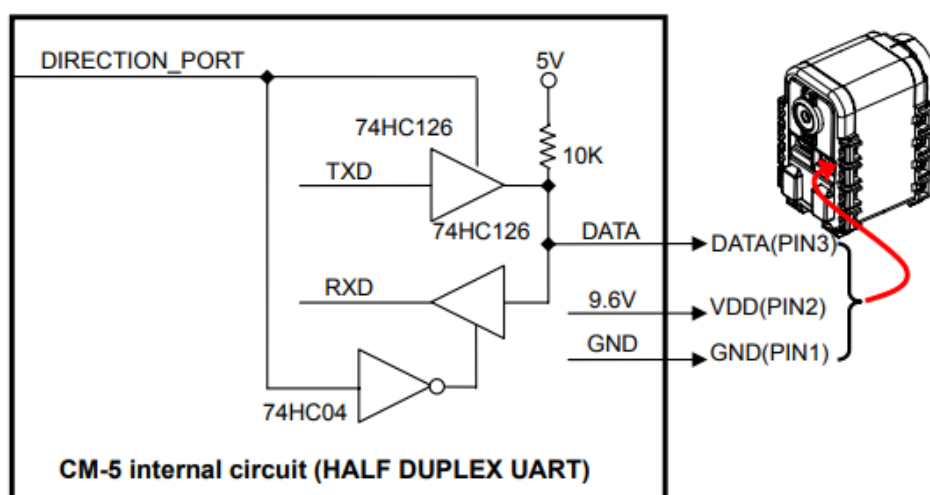 DIRECTION_PORT
5V
74HC126
10K
TXD
74HC126
DATA
DATA(PIN3)
RXD
9.6V
VDD(PIN2)
GND
GND(PIN1)
74HC04
CM-5 internal circuit (HALF DUPLEX UART)